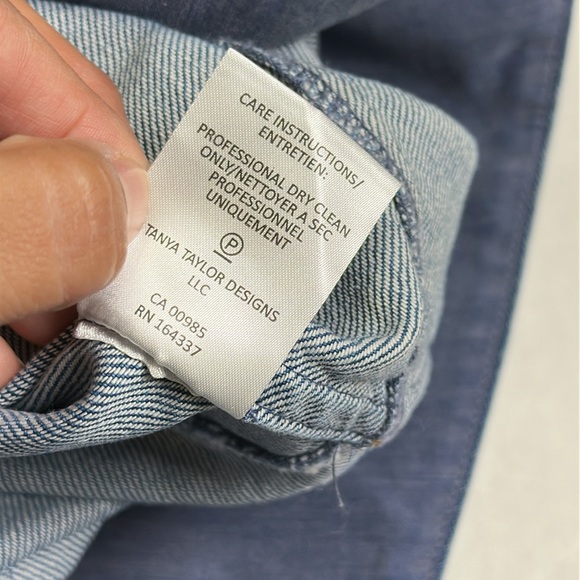 CARE INSTRUCTIONS/
ENTRETIEN:
PROFESSIONAL DRY CLEAN
ONLY/NETTOYER A SEC
PROFESSIONNEL
UNIQUEMENT
P
TANYA TAYLOR DESIGNS
LLC
CA 00985
RN 164337